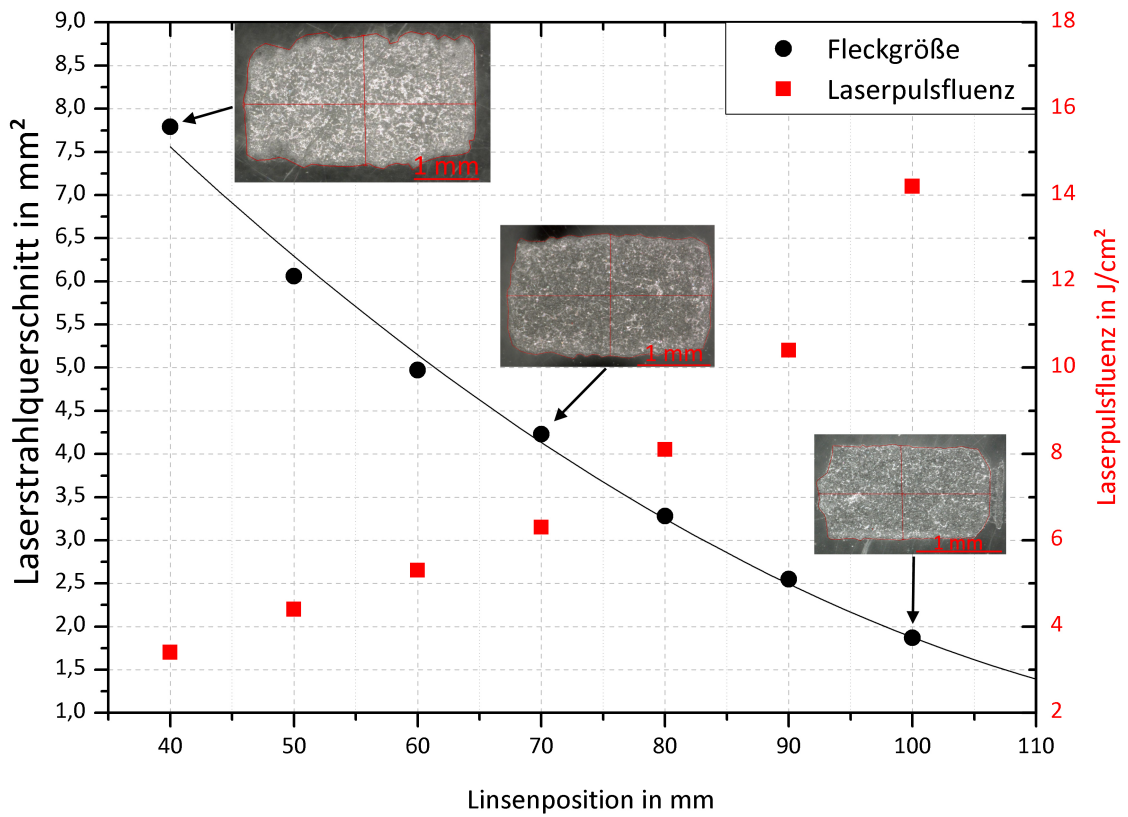 9,0
8,5
8,0
7,5
7,0
6,5
6,0
5,5
5,0
4,5
4,0
3,5
3,0
2,5
2,0
1,5
1,0
Laserstrahlquerschnitt in mm²
Fleckgröße
Laserpulsfluenz
1 mm
1 mm
1 mm
18
16
14
12
10
8
6
4
2
Laserpulsfluenz in J/cm²
40 50 60 70 80 90 100 110
Linsenposition in mm